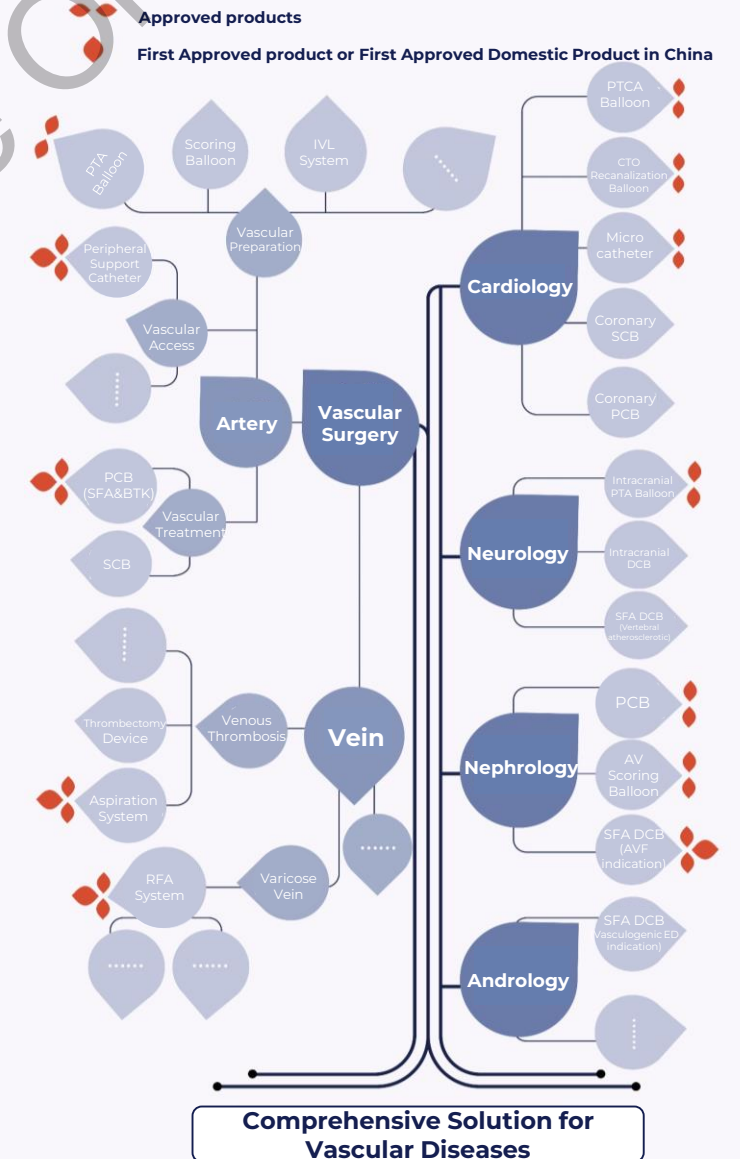 Approved products
First Approved product or First Approved Domestic Product in China
PTA
Balloon
Scoring
Balloon
IVL
System
......
Vascular
Preparation
Peripheral
Support
Catheter
Vascular
Access
......
Artery
Vascular
Surgery
PCB
(SFA&BTK)
Vascular
Treatment
SCB
......
Thrombectomy
Device
Venous
Thrombosis
Vein
Aspiration
System
......
RFA
System
Varicose
Vein
......
......
Cardiology
PTCA
Balloon
CTO
Recanalization
Balloon
Micro
catheter
Coronary
SCB
Coronary
PCB
Neurology
Intracranial
PTA Balloon
Intracranial
DCB
SFA DCB
(Vertebral
atherosclerotic)
Nephrology
PCB
AV
Scoring
Balloon
SFA DCB
(AVF
indication)
Andrology
SFA DCB
Vasculogenic ED
indication)
......
Comprehensive Solution for
Vascular Diseases